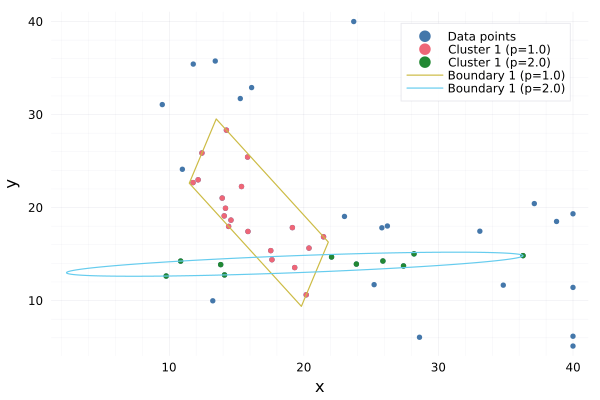 40
30
20
10
y
10
20
30
40
x
Data points
Cluster 1 (p=1.0)
Cluster 1 (p=2.0)
Boundary 1 (p=1.0)
Boundary 1 (p=2.0)